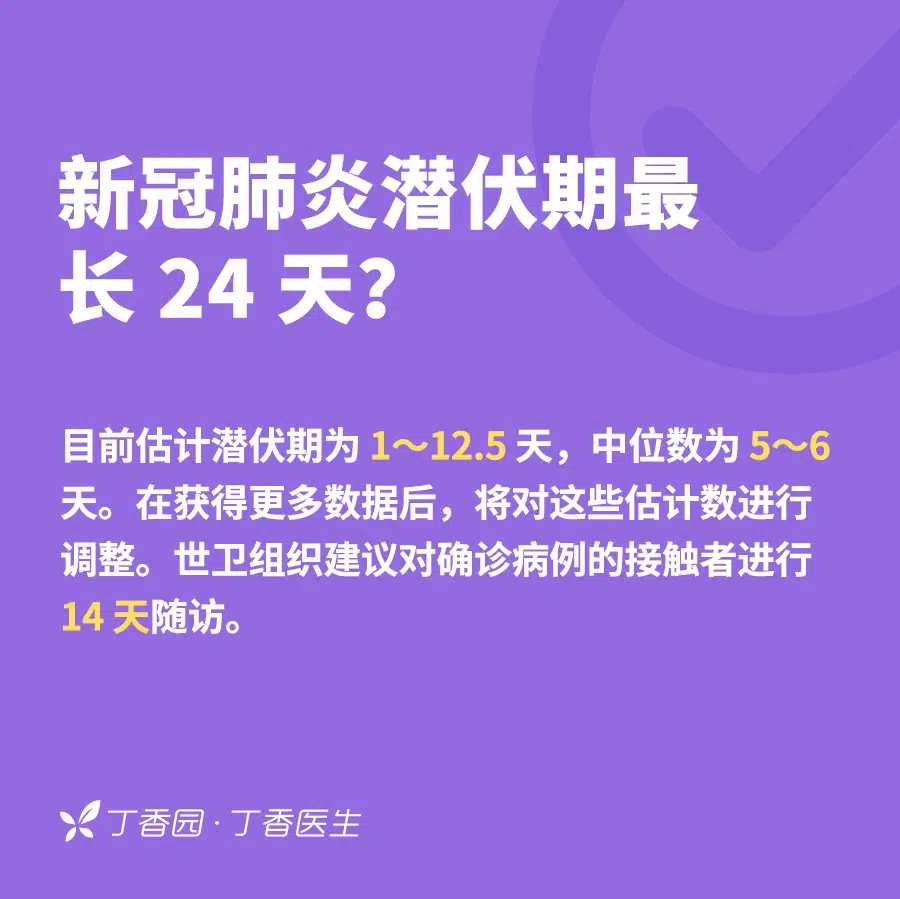 新冠肺炎潜伏期最
长 24 天？
目前估计潜伏期为 1～12.5 天，中位数为 5～6
天。在获得更多数据后，将对这些估计数进行
调整。世卫组织建议对确诊病例的接触者进行
14 天随访。
丁香园·丁香医生